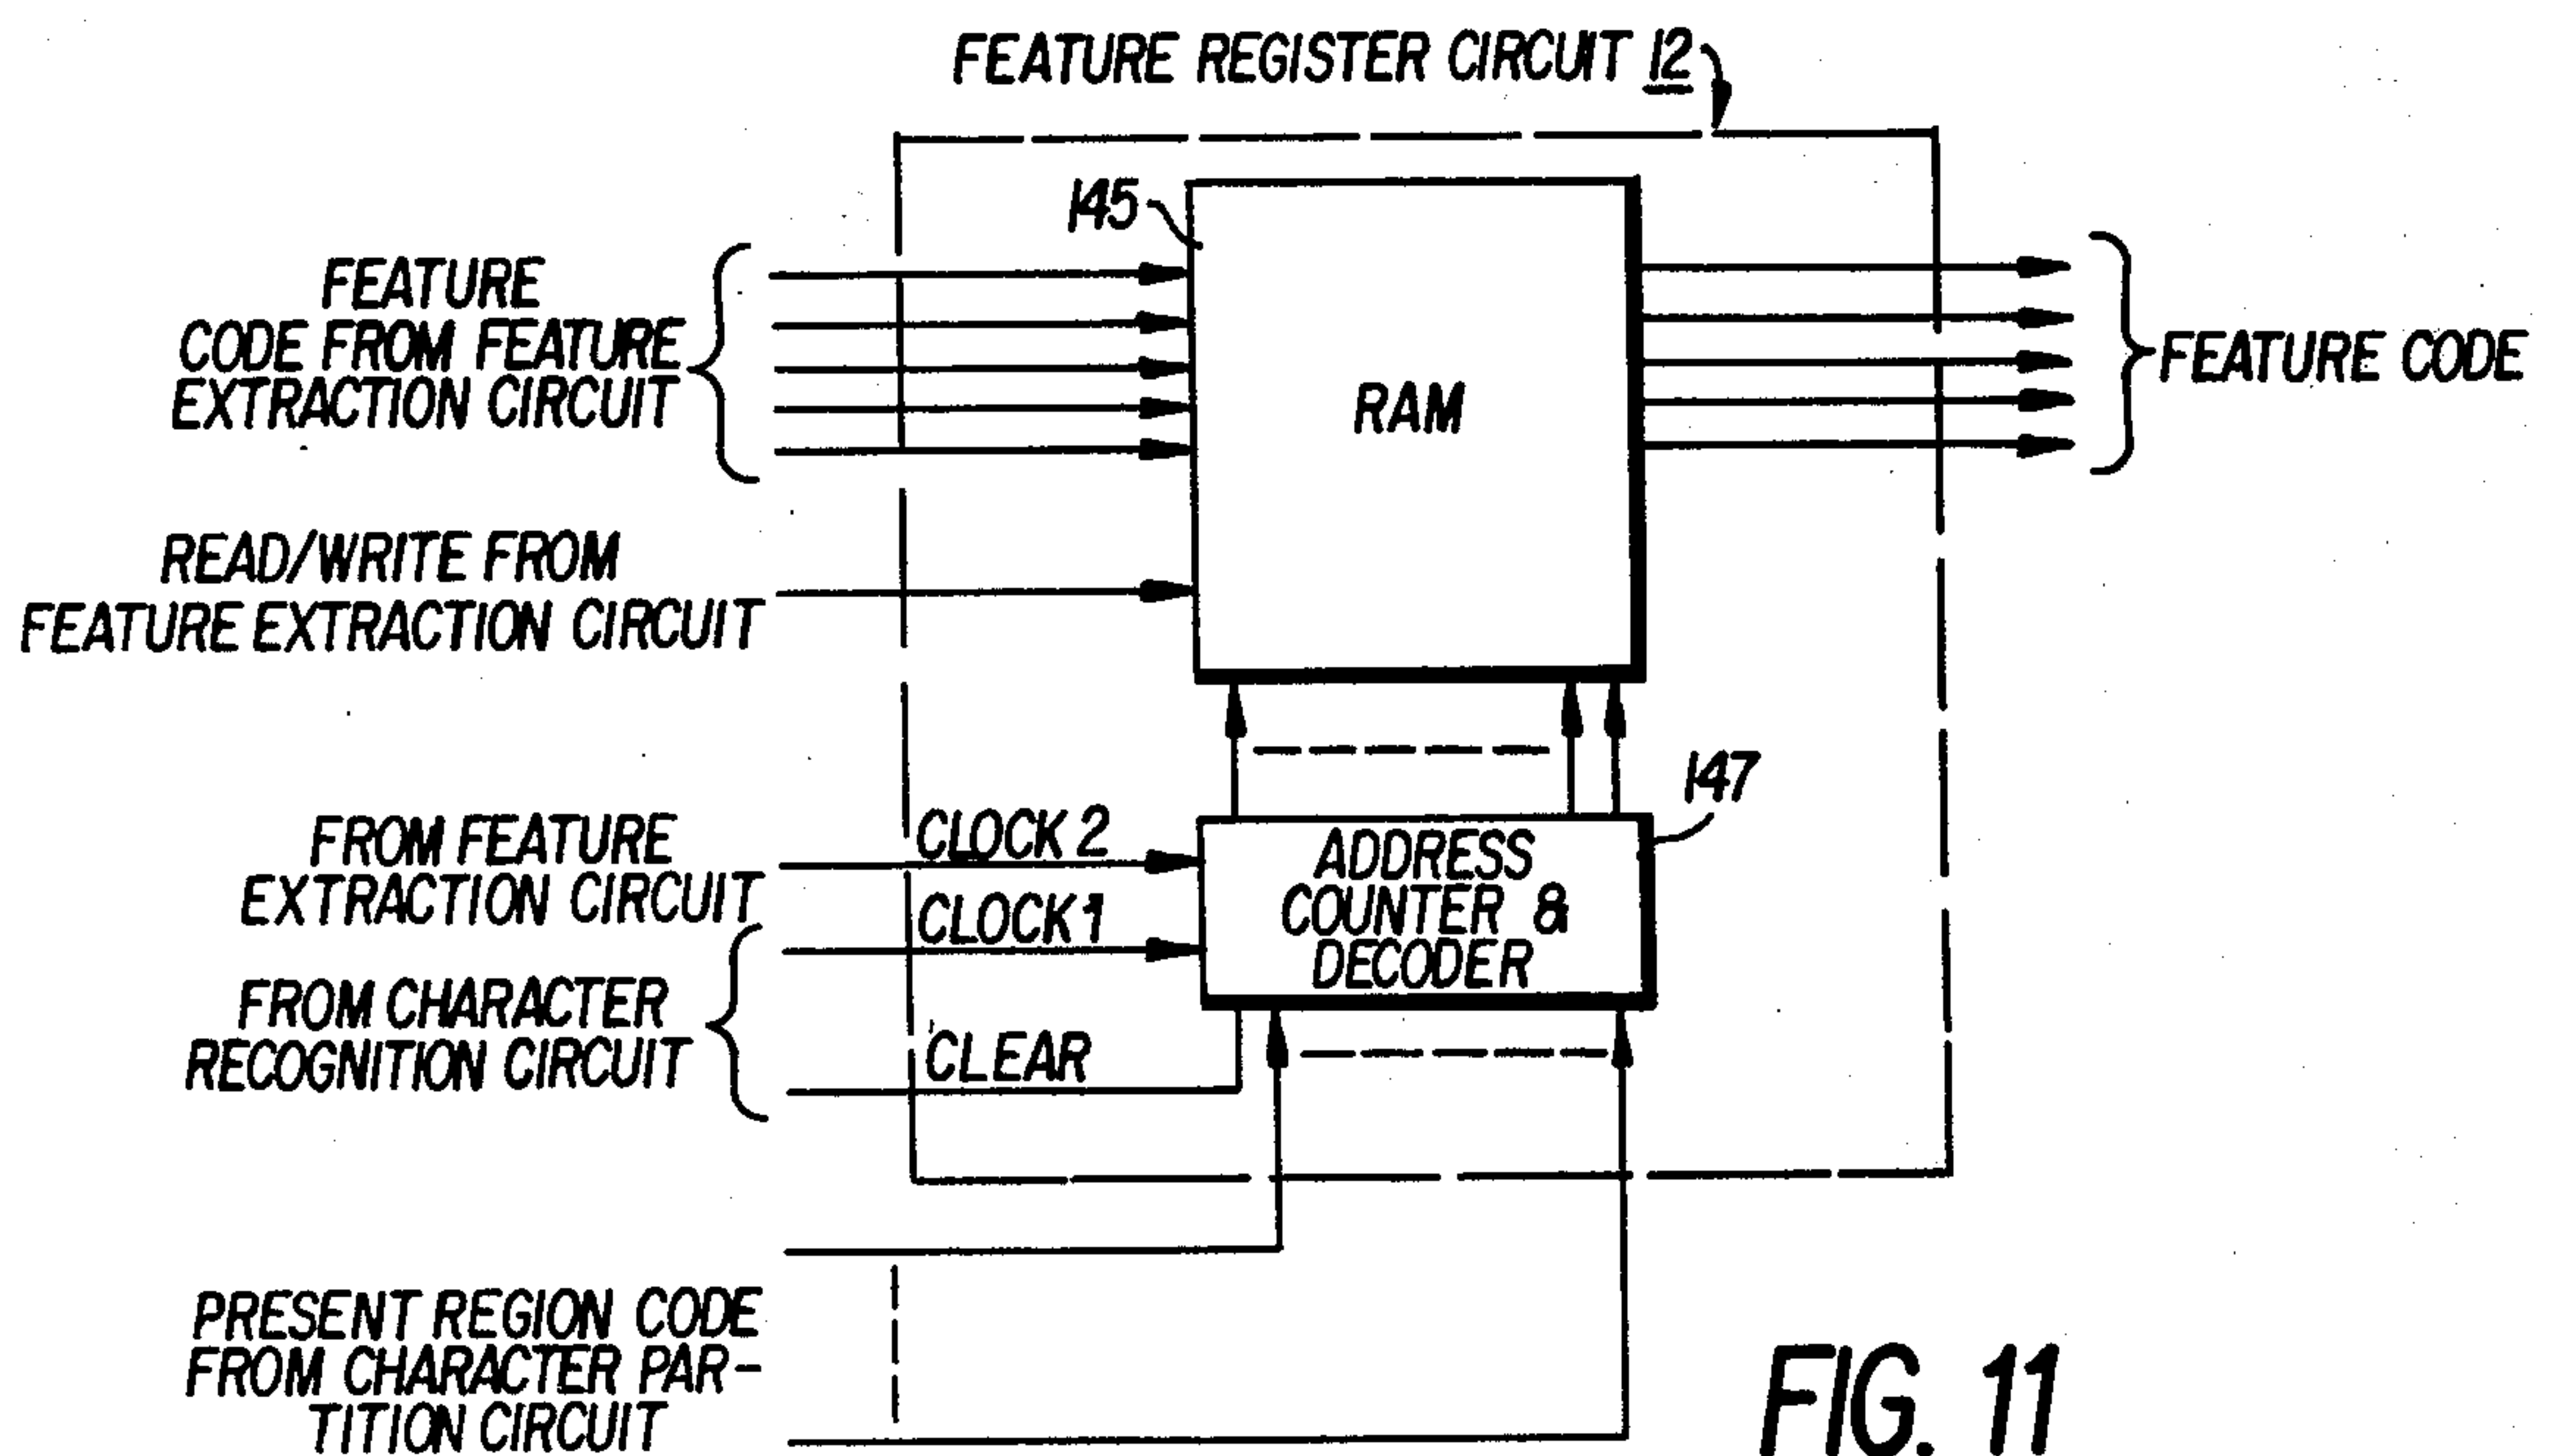 FEATURE REGISTER CIRCUIT 12
145
FEATURE
CODE FROM FEATURE
EXTRACTION CIRCUIT
RAM
FEATURE CODE
READ/WRITE FROM
FEATURE EXTRACTION CIRCUIT
147
FROM FEATURE
EXTRACTION CIRCUIT
CLOCK 2
CLOCK 1
ADDRESS
COUNTER &
DECODER
FROM CHARACTER
RECOGNITION CIRCUIT
CLEAR
PRESENT REGION CODE
FROM CHARACTER PAR-
TITION CIRCUIT
FIG. 11